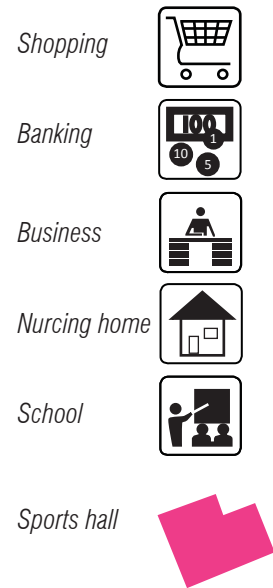 Shopping
Banking
100
1
10
5
Business
Nurcing home
School
Sports hall